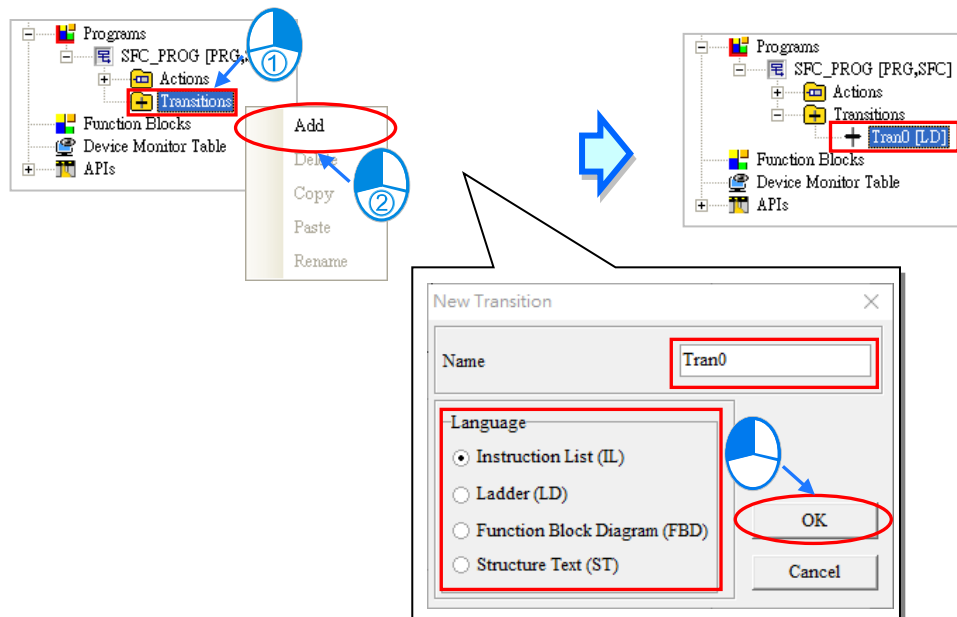 Programs
SFC_PROG [PRG,
Actions
Transitions
Function Blocks
Device Monitor Table
APIs
①
Add
Delete
Copy
Paste
Rename
②
Programs
SFC_PROG [PRG,SFC]
Actions
Transitions
Tran0 [LD]
Function Blocks
Device Monitor Table
APIs
New Transition
Name
Tran0
Language
Instruction List (IL)
Ladder (LD)
Function Block Diagram (FBD)
Structure Text (ST)
OK
Cancel